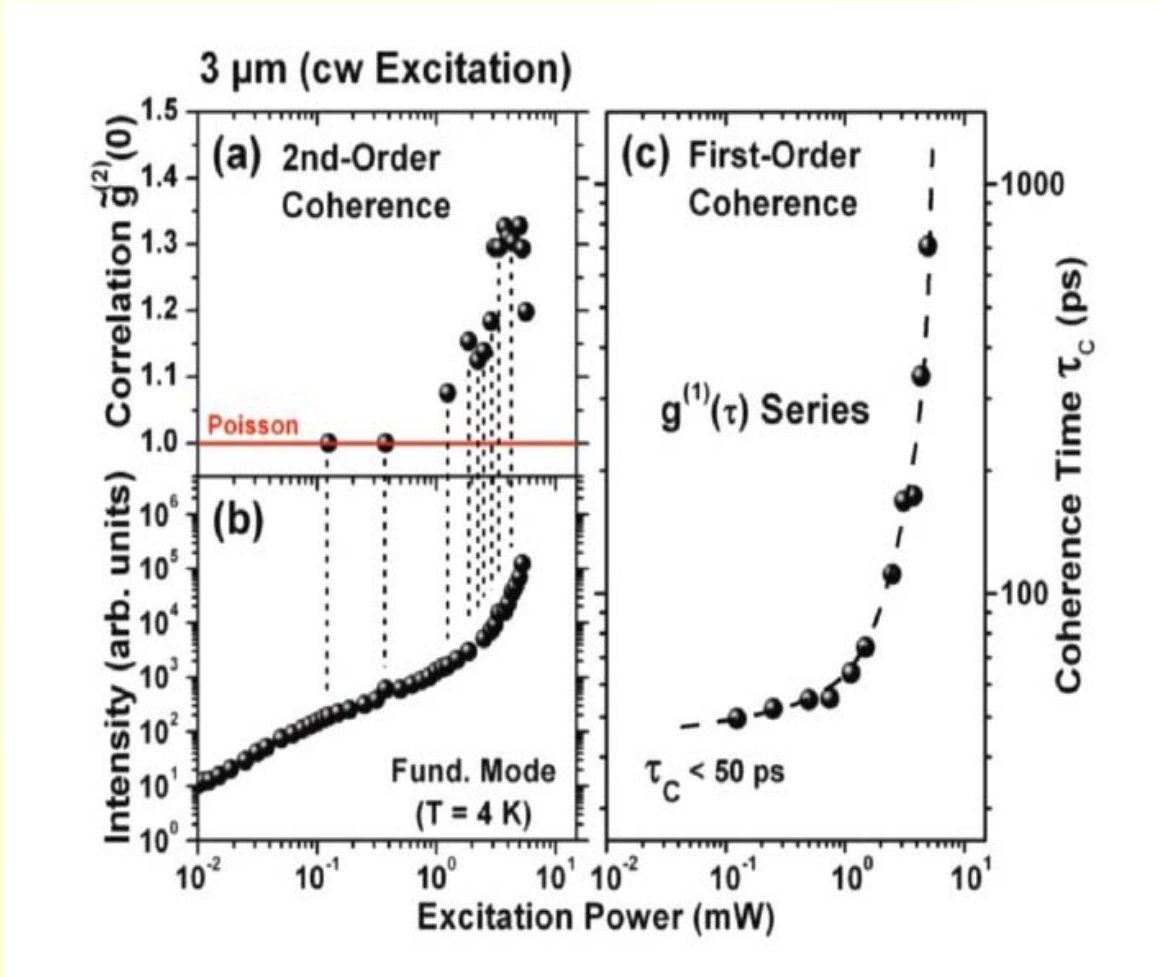 3 µm (cw Excitation)
(a) 2nd-Order
Coherence
Correlation g̃⁽²⁾(0)
1.5
1.4
1.3
1.2
1.1
1.0
Poisson
(b)
Intensity (arb. units)
10⁶
10⁵
10⁴
10³
10²
10¹
10⁰
Fund. Mode
(T = 4 K)
10⁻² 10⁻¹ 10⁰ 10¹
(c) First-Order
Coherence
g⁽¹⁾(τ) Series
τC < 50 ps
1000
100
Coherence Time τC (ps)
10⁻² 10⁻¹ 10⁰ 10¹
Excitation Power (mW)